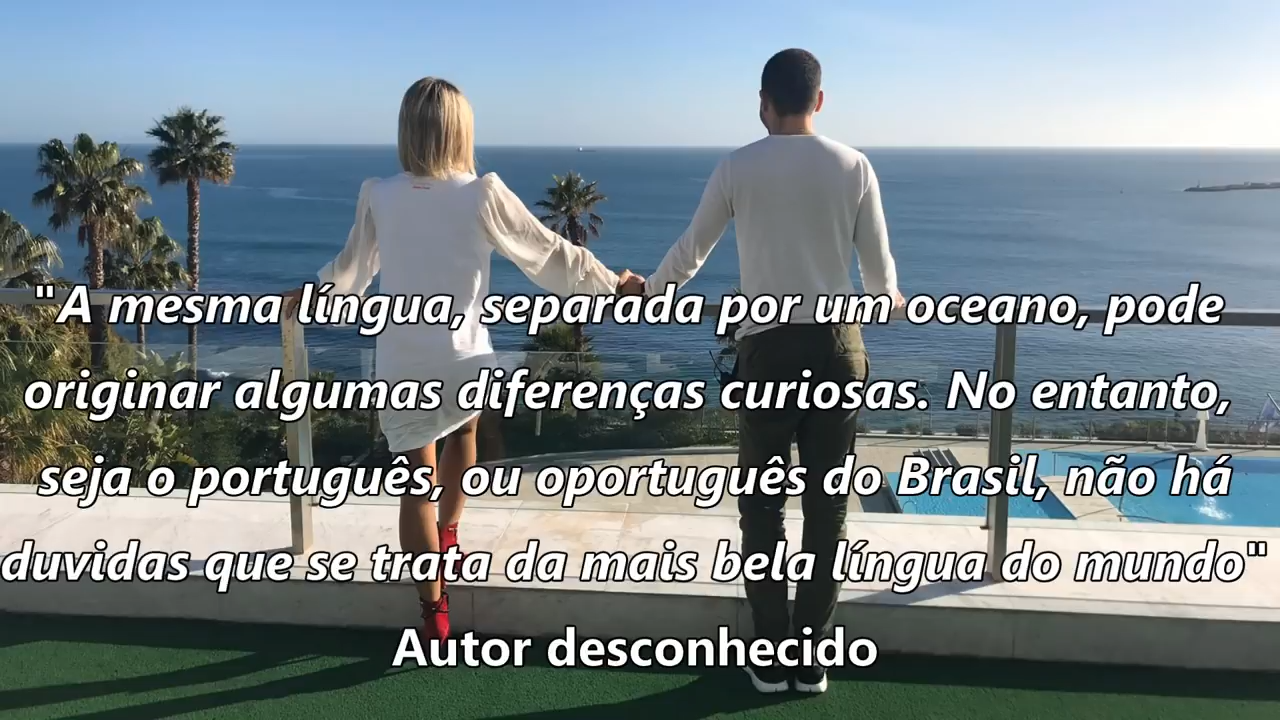 "A mesma língua, separada por um oceano, pode
originar algumas diferenças curiosas. No entanto,
seja o português, ou oportuguês do Brasil, não há
duvidas que se trata da mais bela língua do mundo"
Autor desconhecido